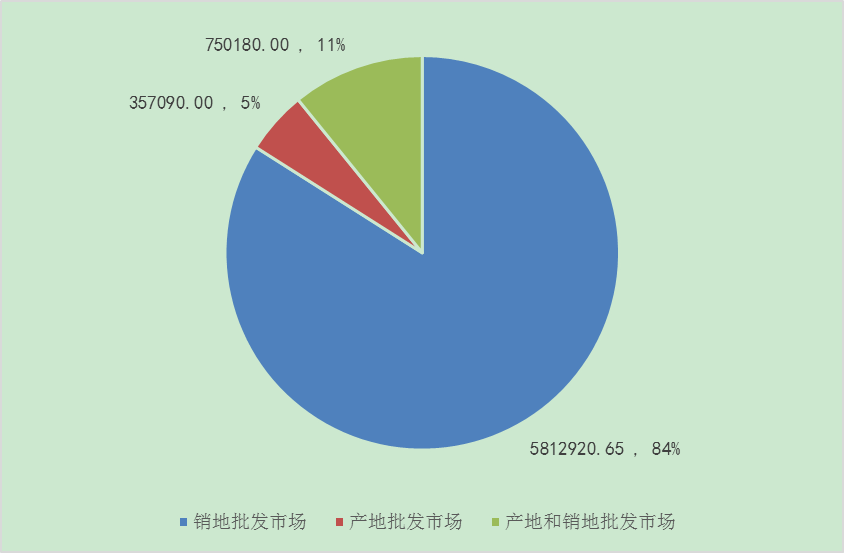 750180.00 , 11%
357090.00 , 5%
5812920.65 , 84%
销地批发市场 产地批发市场 产地和销地批发市场